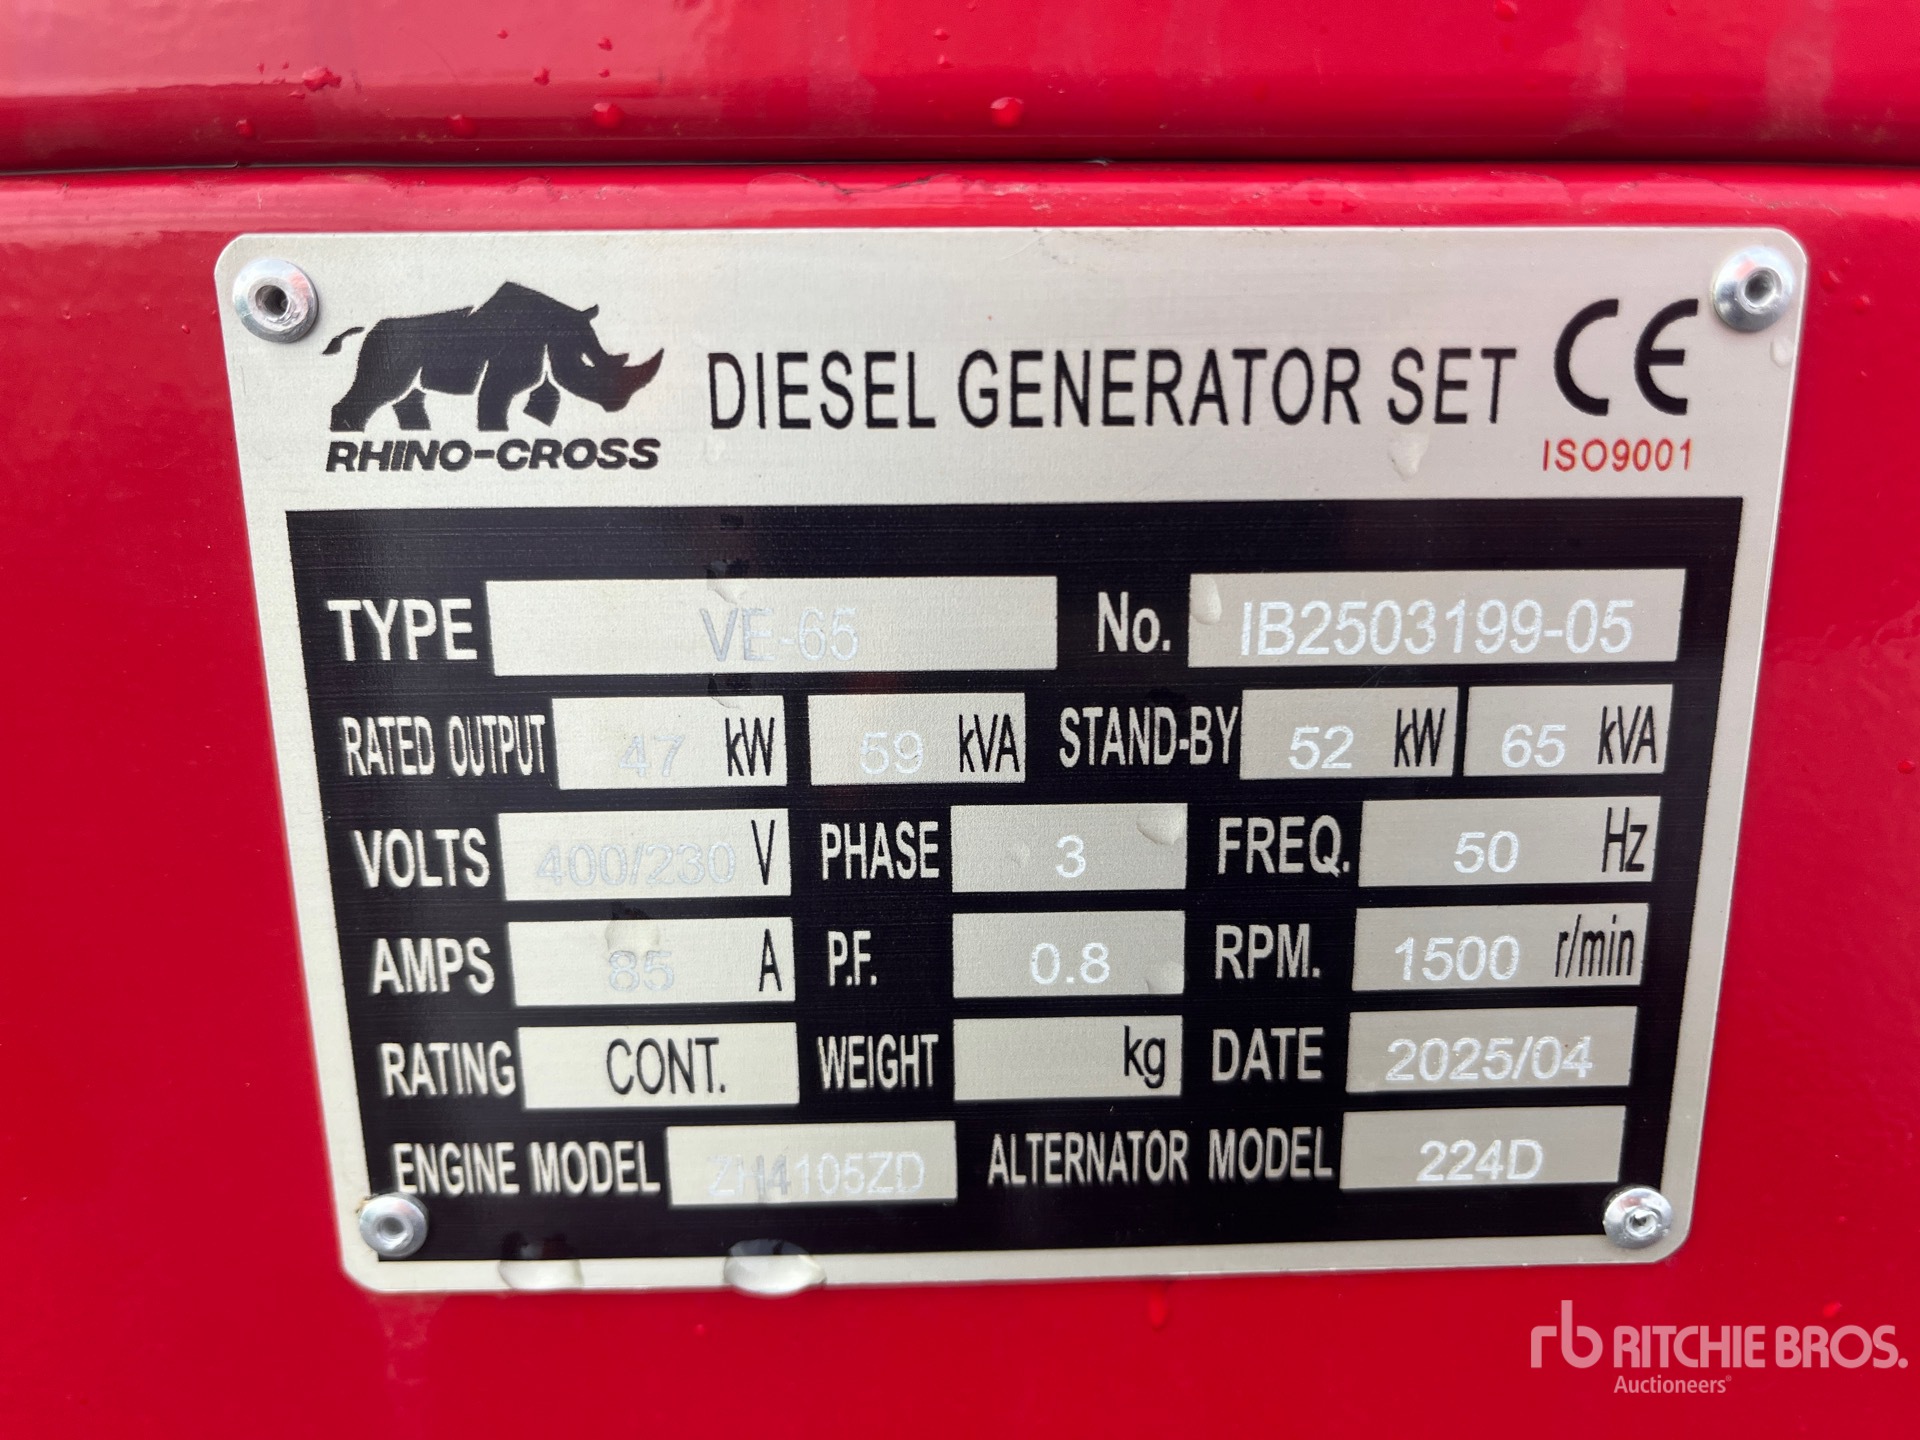 RHINO-CROSS
DIESEL GENERATOR SET
CE
ISO9001
TYPE VE-65 No. IB2503199-05
RATED OUTPUT 47 kW 59 kVA STAND-BY 52 kW 65 kVA
VOLTS 400/230 V PHASE 3 FREQ. 50 Hz
AMPS 85 A P.F. 0.8 RPM. 1500 r/min
RATING CONT. WEIGHT kg DATE 2025/04
ENGINE MODEL ZH4105ZD ALTERNATOR MODEL 224D
rb RITCHIE BROS.
Auctioneers®